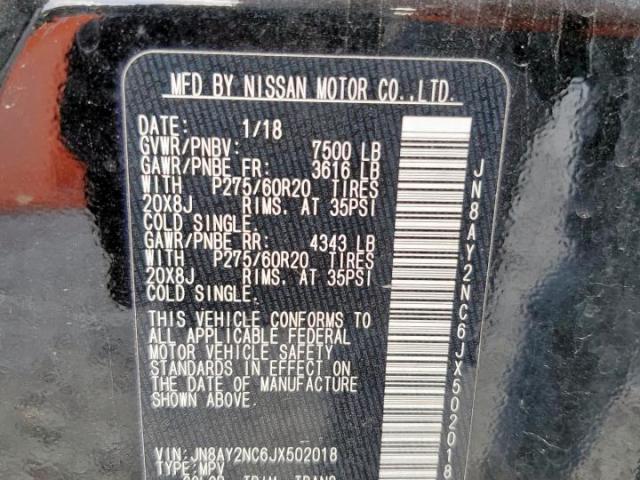 MFD BY NISSAN MOTOR CO.,LTD.
DATE: 1/18
GVWR/PNBV: 7500 LB
GAWR/PNBE FR: 3616 LB
WITH P275/60R20 TIRES
20X8J RIMS. AT 35PSI
COLD SINGLE.
GAWR/PNBE RR: 4343 LB
WITH P275/60R20 TIRES
20X8J RIMS. AT 35PSI
COLD SINGLE.
THIS VEHICLE CONFORMS TO
ALL APPLICABLE FEDERAL
MOTOR VEHICLE SAFETY
STANDARDS IN EFFECT ON
THE DATE OF MANUFACTURE
SHOWN ABOVE.
VIN:JN8AY2NC6JX502018
TYPE:MPV
COLOR TRIM TRANS
JN8AY2NC6JX502018